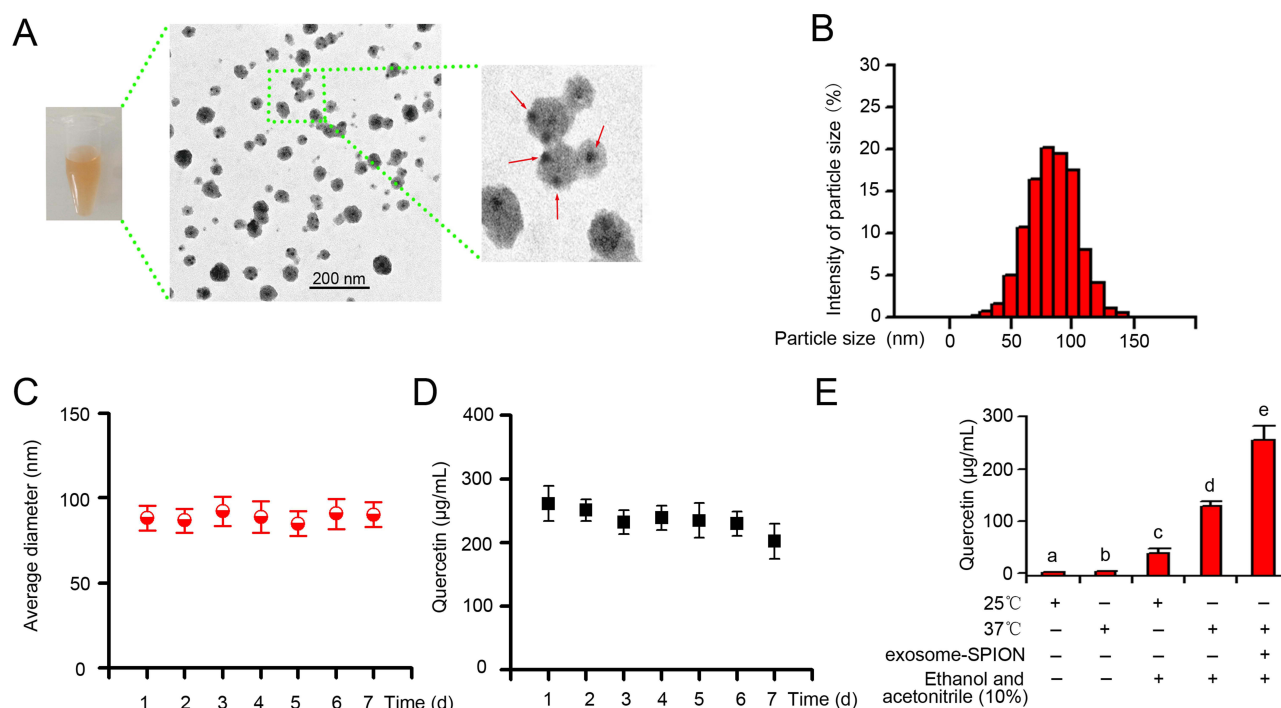 A
200 nm
B
Intensity of particle size (%)
30
25
20
15
10
5
0
Particle size (nm) 0 50 100 150
C
Average diameter (nm)
150
100
50
0
1 2 3 4 5 6 7 Time (d)
D
Quercetin (µg/mL)
400
300
200
100
0
1 2 3 4 5 6 7 Time (d)
E
Quercetin (µg/mL)
300
200
100
0
a b c d e
25℃ + – + – –
37℃ – + – + +
exosome-SPION – – – – +
Ethanol and
acetonitrile (10%) – – + + +